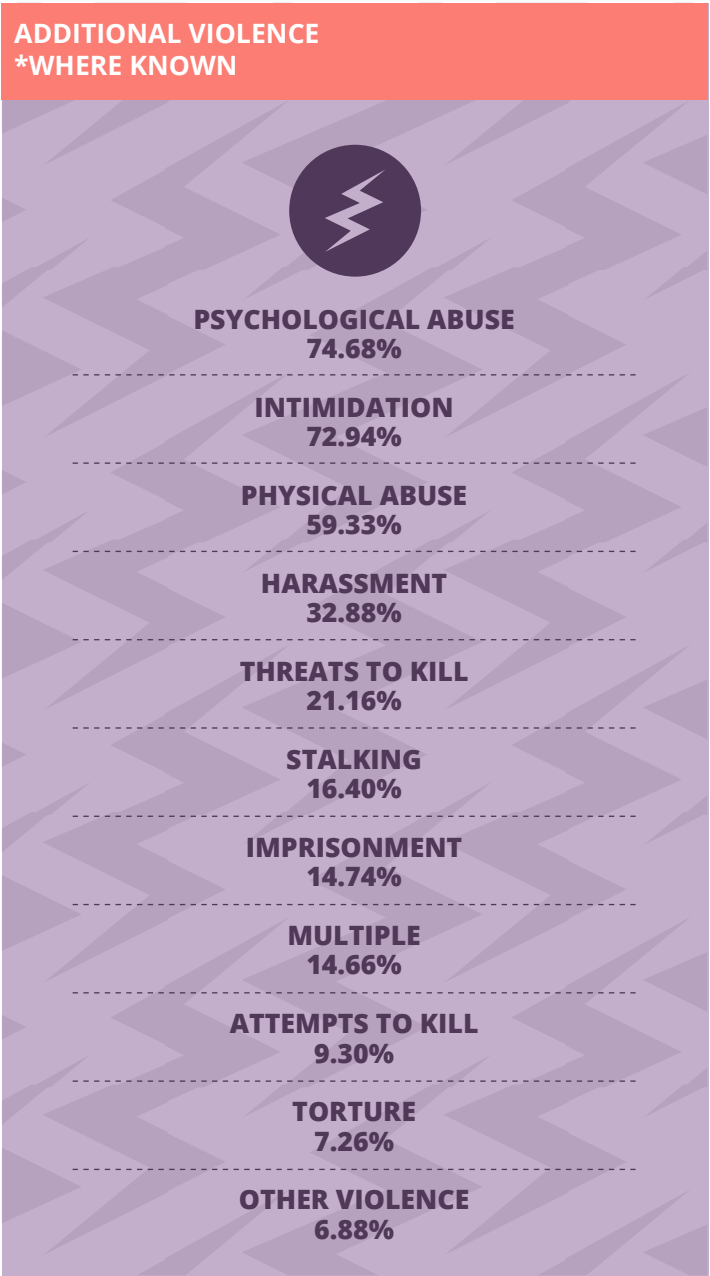 ADDITIONAL VIOLENCE
*WHERE KNOWN
PSYCHOLOGICAL ABUSE
74.68%
INTIMIDATION
72.94%
PHYSICAL ABUSE
59.33%
HARASSMENT
32.88%
THREATS TO KILL
21.16%
STALKING
16.40%
IMPRISONMENT
14.74%
MULTIPLE
14.66%
ATTEMPTS TO KILL
9.30%
TORTURE
7.26%
OTHER VIOLENCE
6.88%